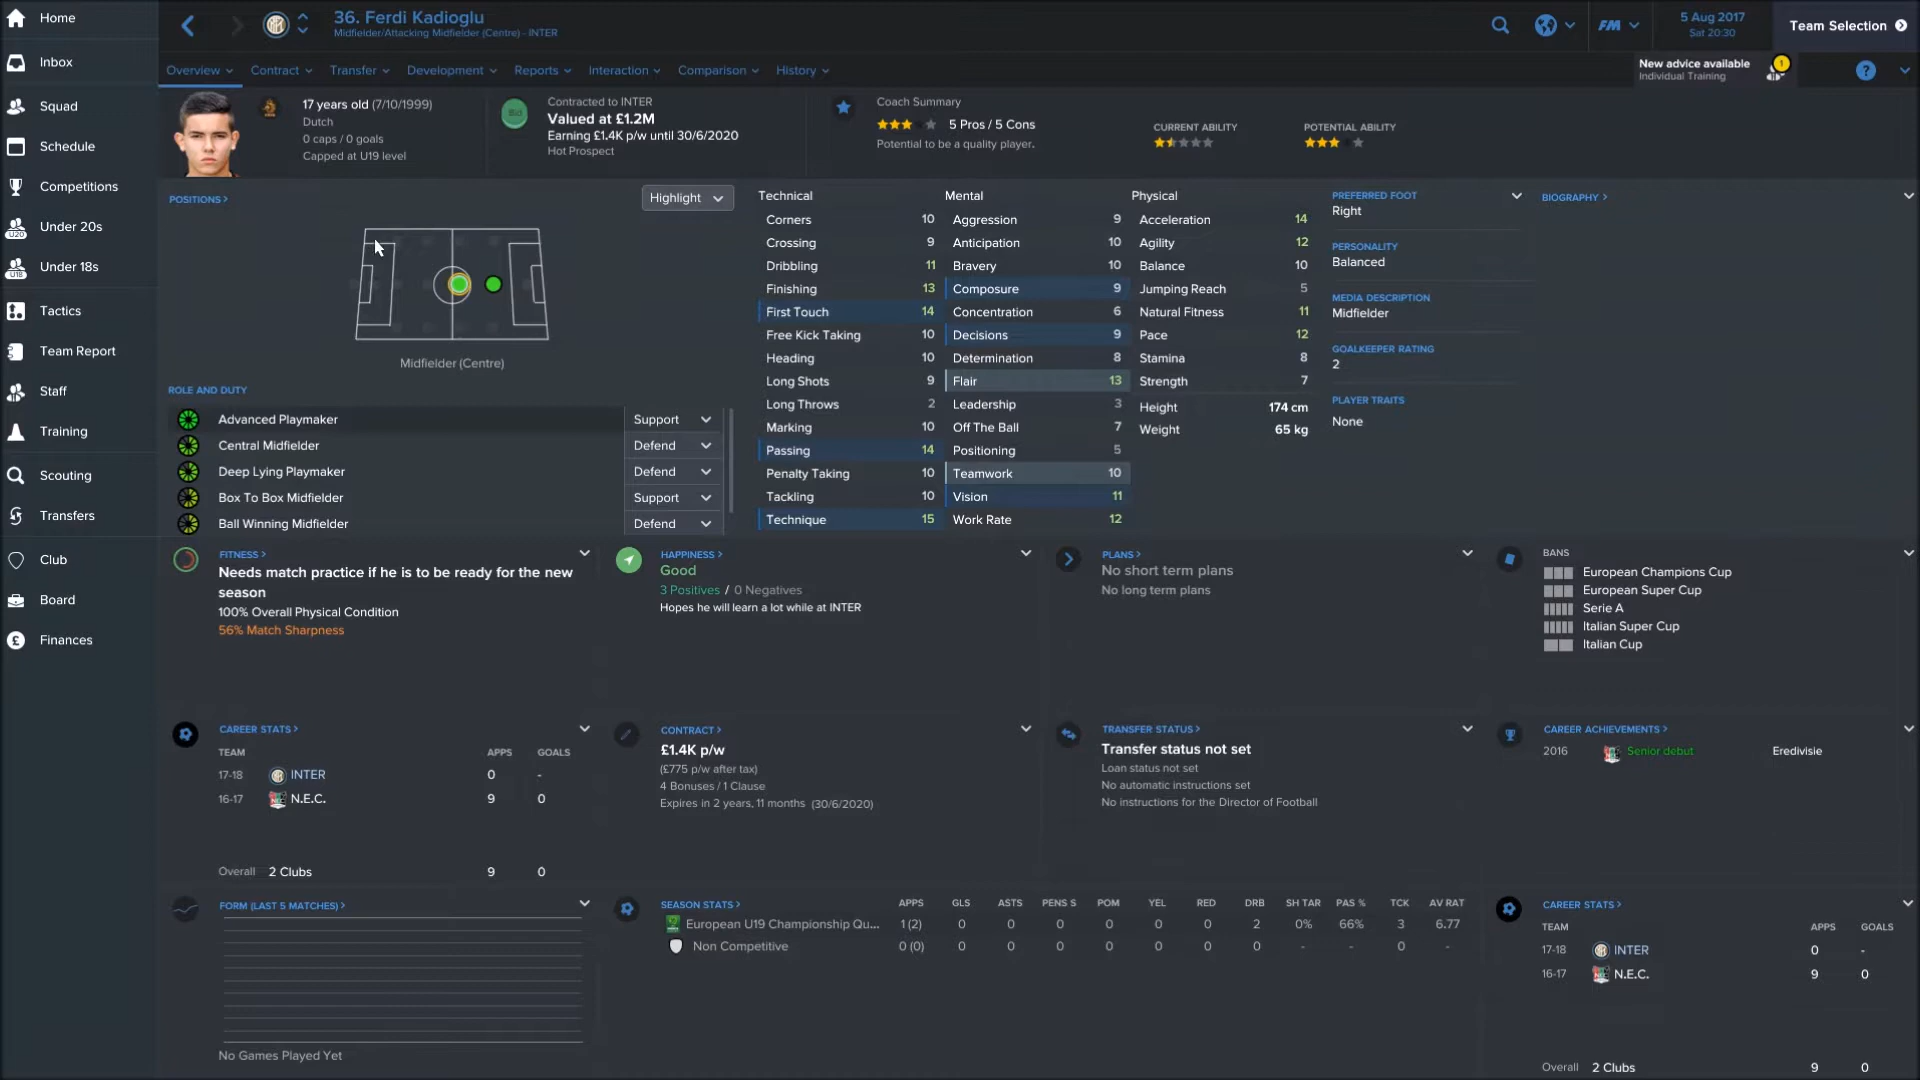 Home
Inbox
Squad
Schedule
Competitions
U20
Under 20s
U18
Under 18s
Tactics
Team Report
Staff
Training
Scouting
Transfers
Club
Board
£
Finances
36. Ferdi Kadioglu
Midfielder/Attacking Midfielder (Centre) - INTER
FM
5 Aug 2017
Sat 20:30
Team Selection
Overview
Contract
Transfer
Development
Reports
Interaction
Comparison
History
New advice available
Individual Training
1
?
17 years old (7/10/1999)
Dutch
0 caps / 0 goals
Capped at U19 level
Bid
Contracted to INTER
Valued at £1.2M
Earning £1.4K p/w until 30/6/2020
Hot Prospect
Coach Summary
5 Pros / 5 Cons
Potential to be a quality player.
CURRENT ABILITY
POTENTIAL ABILITY
POSITIONS >
Highlight
Midfielder (Centre)
ROLE AND DUTY
Advanced Playmaker Support
Central Midfielder Defend
Deep Lying Playmaker Defend
Box To Box Midfielder Support
Ball Winning Midfielder Defend
Technical
Corners 10
Crossing 9
Dribbling 11
Finishing 13
First Touch 14
Free Kick Taking 10
Heading 10
Long Shots 9
Long Throws 2
Marking 10
Passing 14
Penalty Taking 10
Tackling 10
Technique 15
Mental
Aggression 9
Anticipation 10
Bravery 10
Composure 9
Concentration 6
Decisions 9
Determination 8
Flair 13
Leadership 3
Off The Ball 7
Positioning 5
Teamwork 10
Vision 11
Work Rate 12
Physical
Acceleration 14
Agility 12
Balance 10
Jumping Reach 5
Natural Fitness 11
Pace 12
Stamina 8
Strength 7
Height 174 cm
Weight 65 kg
PREFERRED FOOT
Right
PERSONALITY
Balanced
MEDIA DESCRIPTION
Midfielder
GOALKEEPER RATING
2
PLAYER TRAITS
None
BIOGRAPHY >
FITNESS >
Needs match practice if he is to be ready for the new
season
100% Overall Physical Condition
56% Match Sharpness
HAPPINESS >
Good
3 Positives / 0 Negatives
Hopes he will learn a lot while at INTER
PLANS >
No short term plans
No long term plans
BANS
European Champions Cup
European Super Cup
Serie A
Italian Super Cup
Italian Cup
CAREER STATS >
TEAM APPS GOALS
17-18 INTER 0 -
16-17 N.E.C. 9 0
Overall 2 Clubs 9 0
CONTRACT >
£1.4K p/w
(£775 p/w after tax)
4 Bonuses / 1 Clause
Expires in 2 years, 11 months (30/6/2020)
TRANSFER STATUS >
Transfer status not set
Loan status not set
No automatic instructions set
No instructions for the Director of Football
CAREER ACHIEVEMENTS >
2016 Senior debut Eredivisie
FORM (LAST 5 MATCHES) >
No Games Played Yet
SEASON STATS > APPS GLS ASTS PENS S POM YEL RED DRB SH TAR PAS % TCK AV RAT
European U19 Championship Qu... 1 (2) 0 0 0 0 0 0 2 0% 66% 3 6.77
Non Competitive 0 (0) 0 0 0 0 0 0 0 - - 0 -
CAREER STATS >
TEAM APPS GOALS
17-18 INTER 0 -
16-17 N.E.C. 9 0
Overall 2 Clubs 9 0